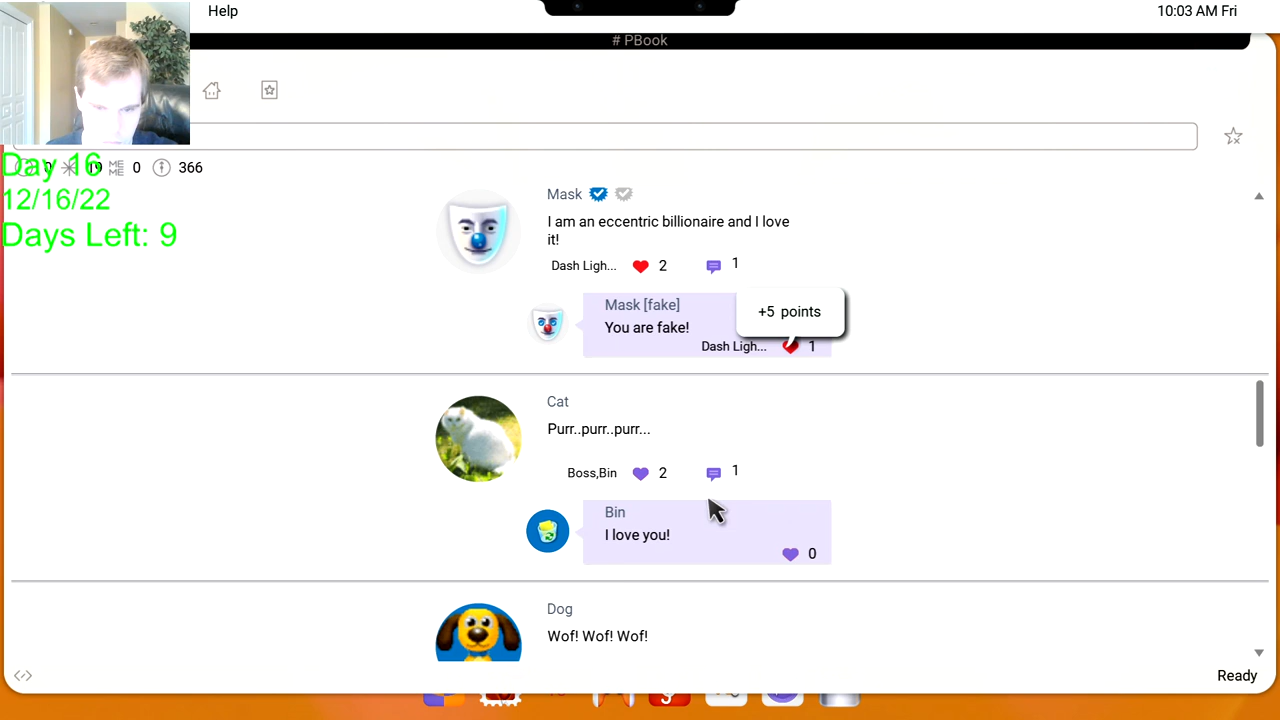 Help
10:03 AM Fri
# PBook
Day 16
19
0
366
12/16/22
Days Left: 9
Mask
I am an eccentric billionaire and I love
it!
Dash Ligh... 2 1
Mask [fake]
You are fake!
+5 points
Dash Ligh... 1
Cat
Purr..purr..purr...
Boss,Bin 2 1
Bin
I love you!
0
Dog
Wof! Wof! Wof!
Ready